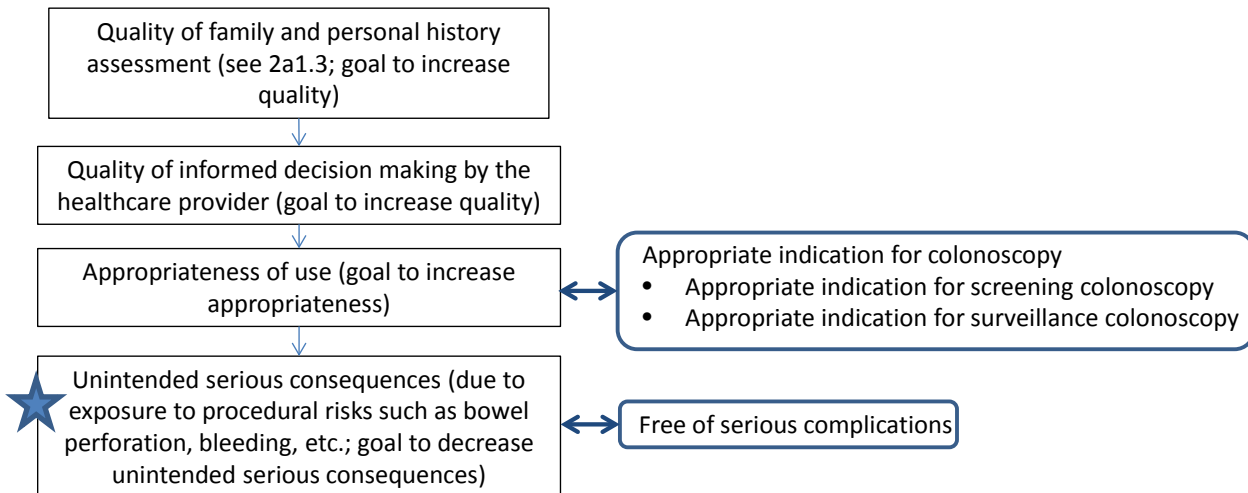 Quality of family and personal history
assessment (see 2a1.3; goal to increase
quality)
Quality of informed decision making by the
healthcare provider (goal to increase quality)
Appropriateness of use (goal to increase
appropriateness)
Appropriate indication for colonoscopy
• Appropriate indication for screening colonoscopy
• Appropriate indication for surveillance colonoscopy
Unintended serious consequences (due to
exposure to procedural risks such as bowel
perforation, bleeding, etc.; goal to decrease
unintended serious consequences)
Free of serious complications